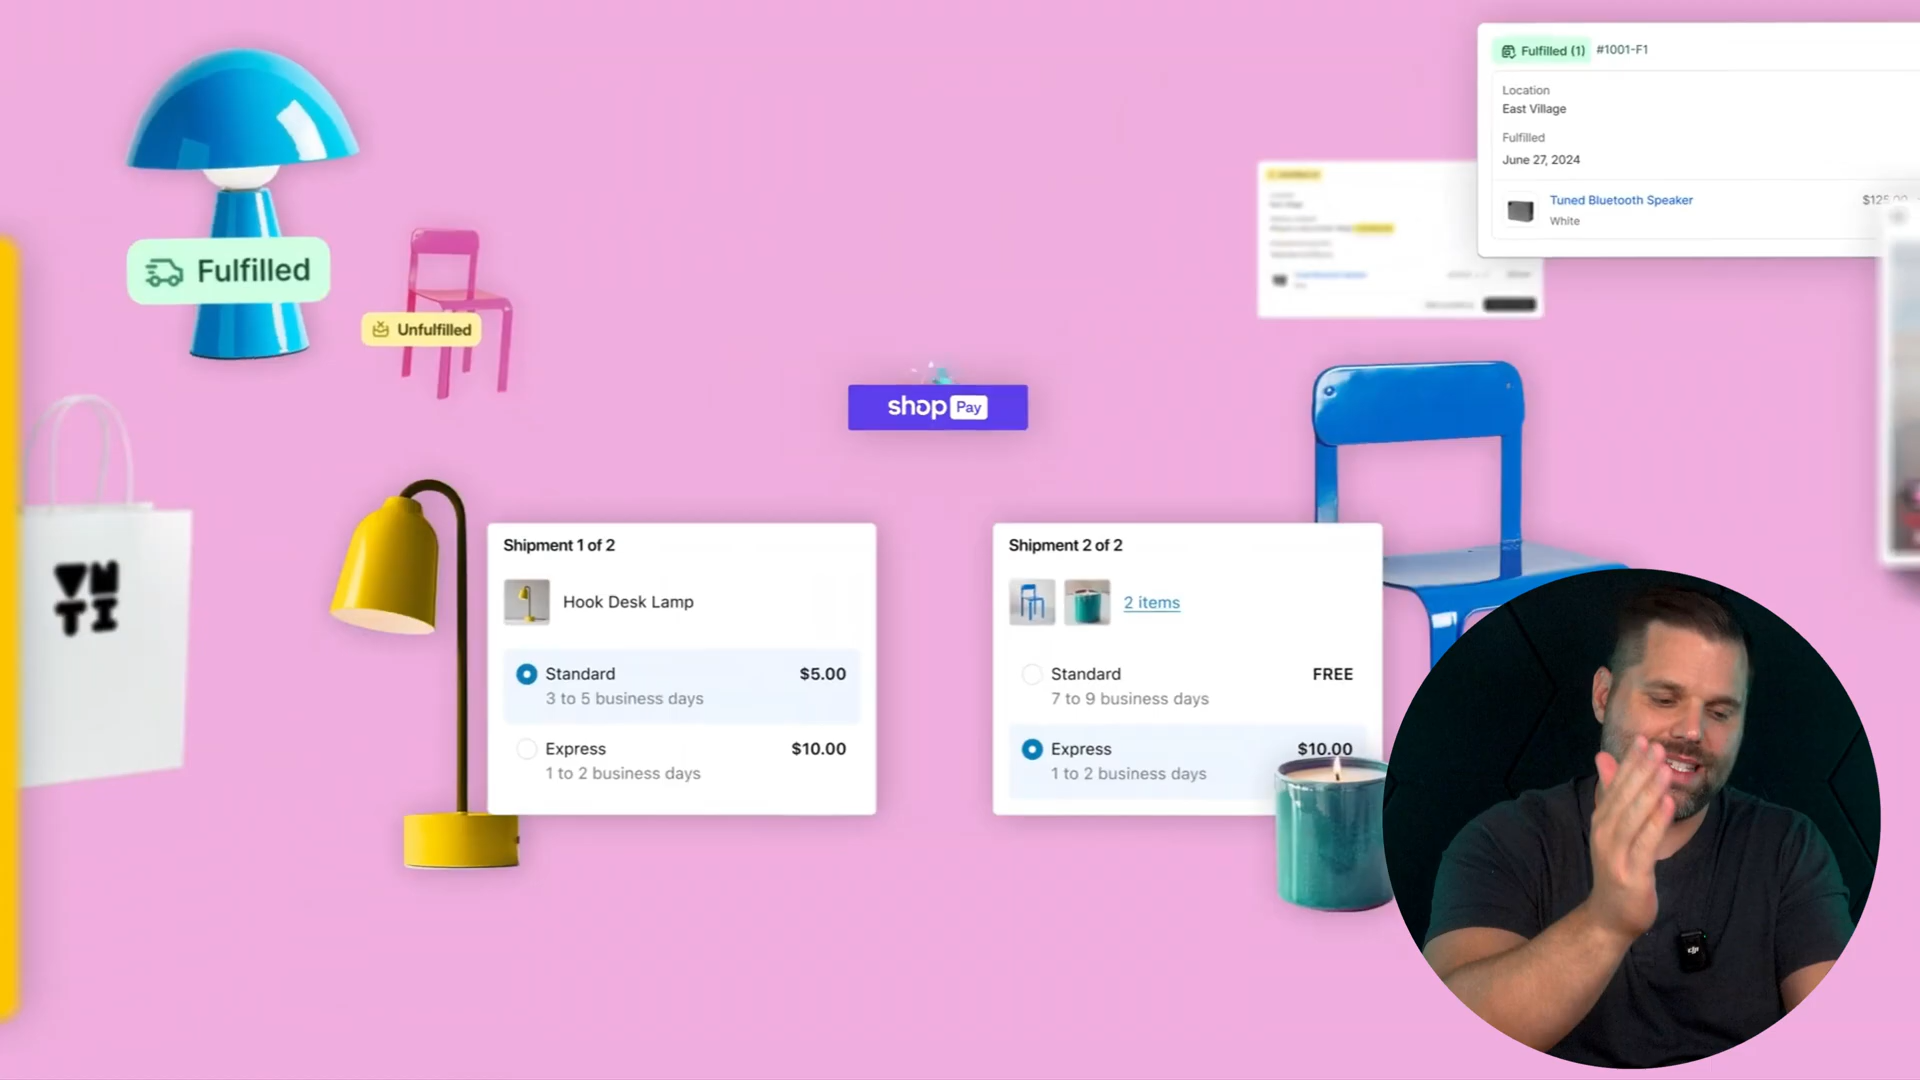 Fulfilled (1) #1001-F1
Location
East Village
Fulfilled
June 27, 2024
Tuned Bluetooth Speaker
White
Fulfilled
Unfulfilled
shop Pay
VN
TI
Shipment 1 of 2
Hook Desk Lamp
Standard $5.00
3 to 5 business days
Express $10.00
1 to 2 business days
Shipment 2 of 2
2 items
Standard FREE
7 to 9 business days
Express $10.00
1 to 2 business days
dji